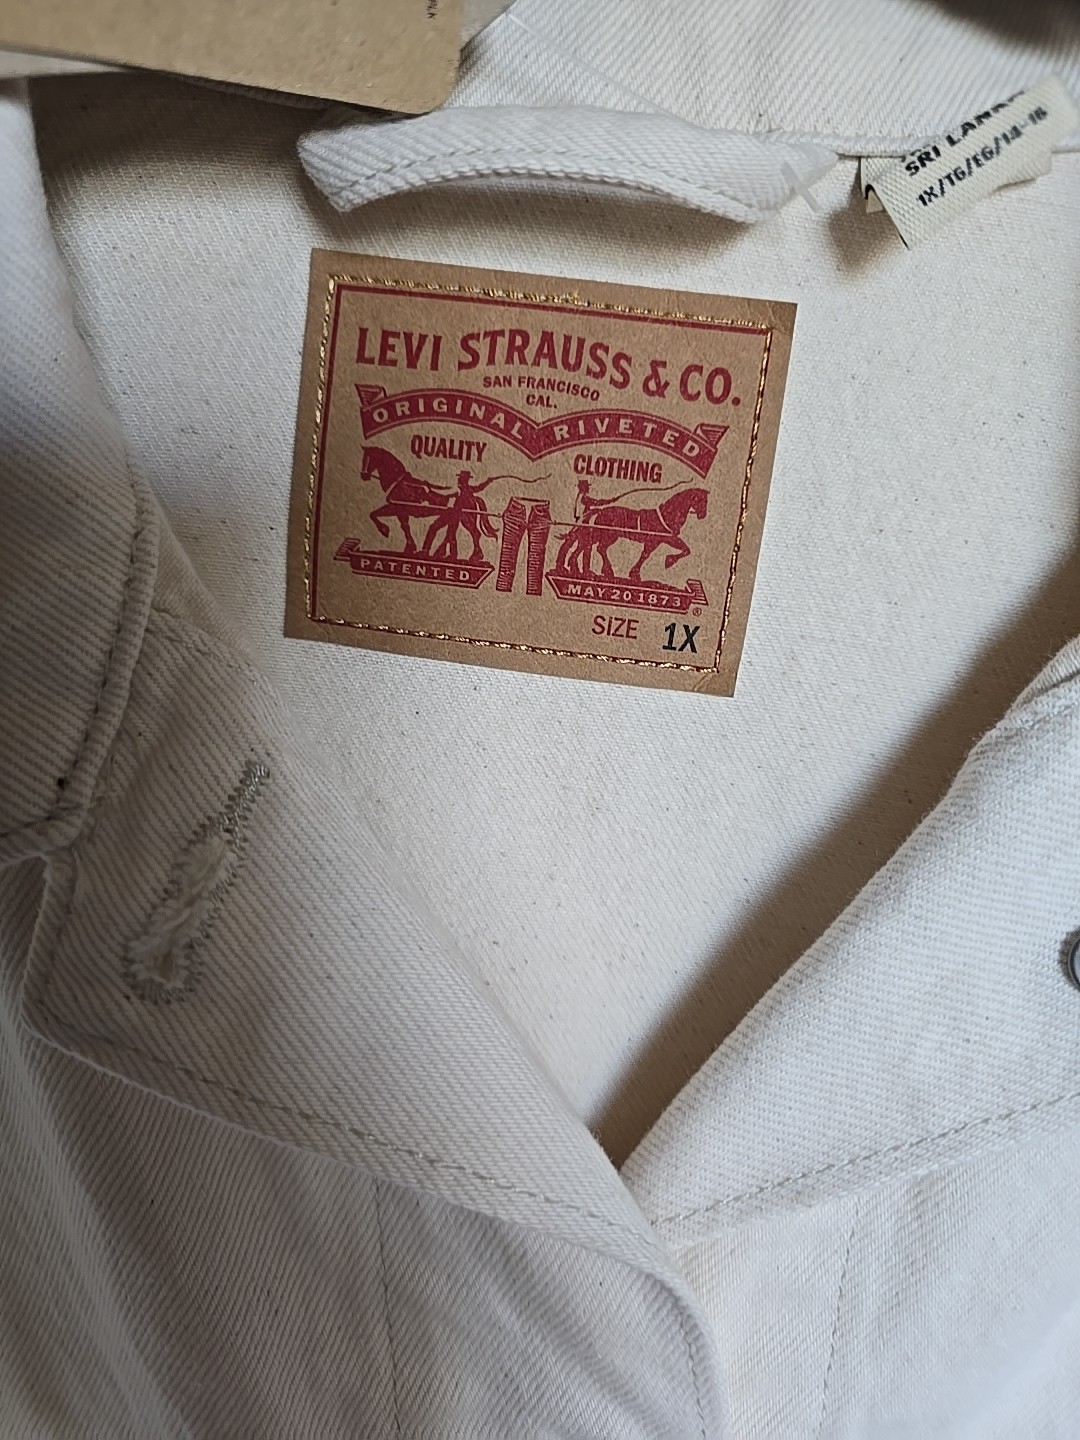 SRI LANKA
1X/TG/EG/14-16
LEVI STRAUSS & CO.
SAN FRANCISCO
CAL.
ORIGINAL RIVETED
QUALITY CLOTHING
PATENTED MAY 20 1873
®
SIZE 1X